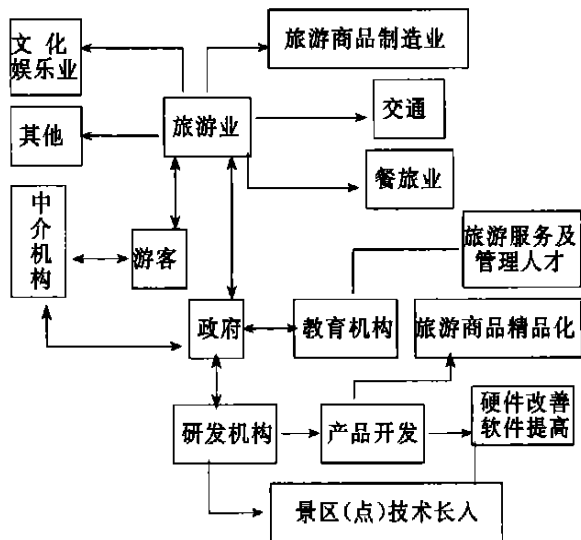 文化
娱乐业
旅游商品制造业
其他
旅游业
交通
餐旅业
中介机构
游客
旅游服务及
管理人才
政府
教育机构
旅游商品精品化
研发机构
产品开发
硬件改善
软件提高
景区(点)技术长入